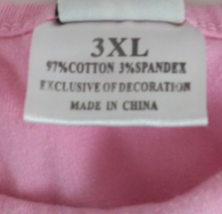 3XL
97%COTTON 3%SPANDEX
EXCLUSIVE OF DECORATION
MADE IN CHINA